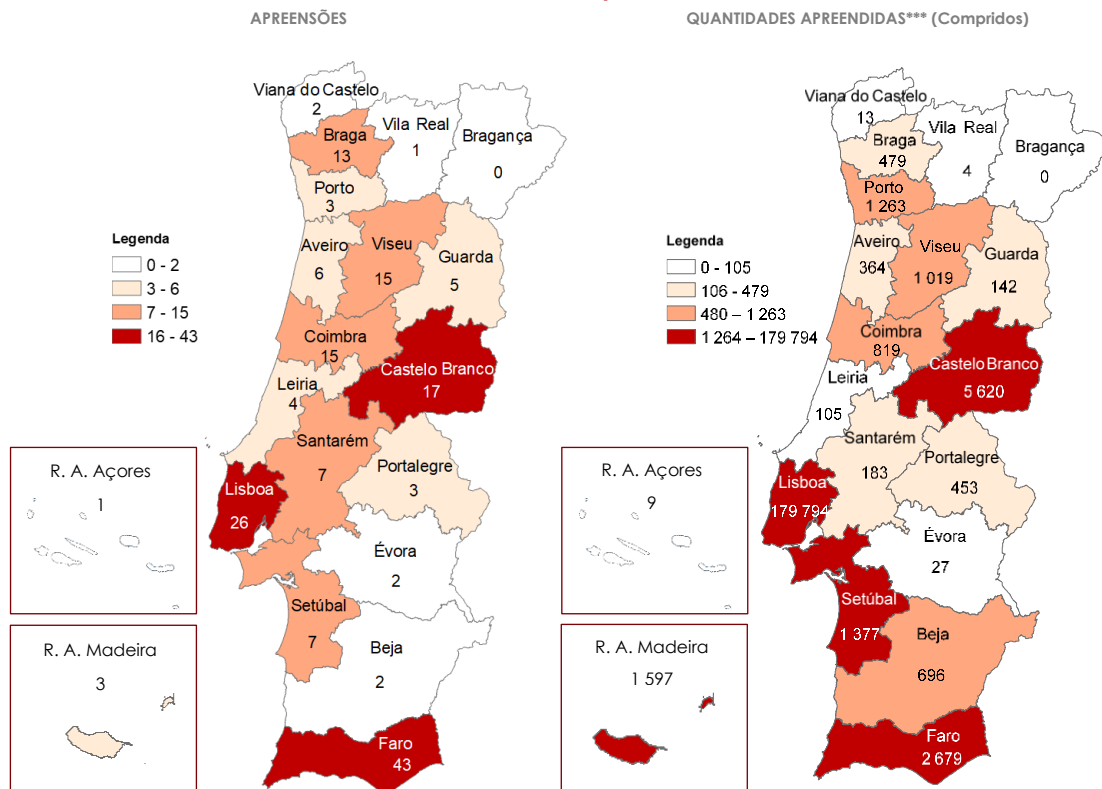 APREENSÕES
Viana do Castelo
2
Braga
13
Vila Real
1
Bragança
0
Porto
3
Legenda
0 - 2
3 - 6
7 - 15
16 - 43
Aveiro
6
Viseu
15
Guarda
5
Coimbra
15
Castelo Branco
17
Leiria
4
Santarém
7
Portalegre
3
Lisboa
26
R. A. Açores
1
Évora
2
Setúbal
7
Beja
2
R. A. Madeira
3
Faro
43
QUANTIDADES APREENDIDAS*** (Compridos)
Viana do Castelo
13
Braga
479
Vila Real
4
Bragança
0
Porto
1 263
Legenda
0 - 105
106 - 479
480 – 1 263
1 264 – 179 794
Aveiro
364
Viseu
1 019
Guarda
142
Coimbra
819
Castelo Branco
5 620
Leiria
105
Santarém
183
Portalegre
453
Lisboa
179 794
R. A. Açores
9
Évora
27
Setúbal
1 377
Beja
696
R. A. Madeira
1 597
Faro
2 679